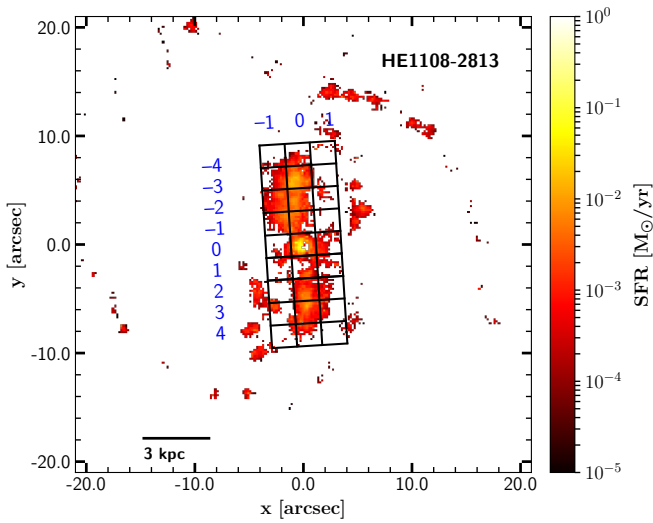 HE1108-2813
20.0
10.0
0.0
-10.0
-20.0
y [arcsec]
−1 0 1
−4
−3
−2
−1
0
1
2
3
4
3 kpc
-20.0 -10.0 0.0 10.0 20.0
x [arcsec]
10⁰
10⁻¹
10⁻²
10⁻³
10⁻⁴
10⁻⁵
SFR [M⊙/yr]